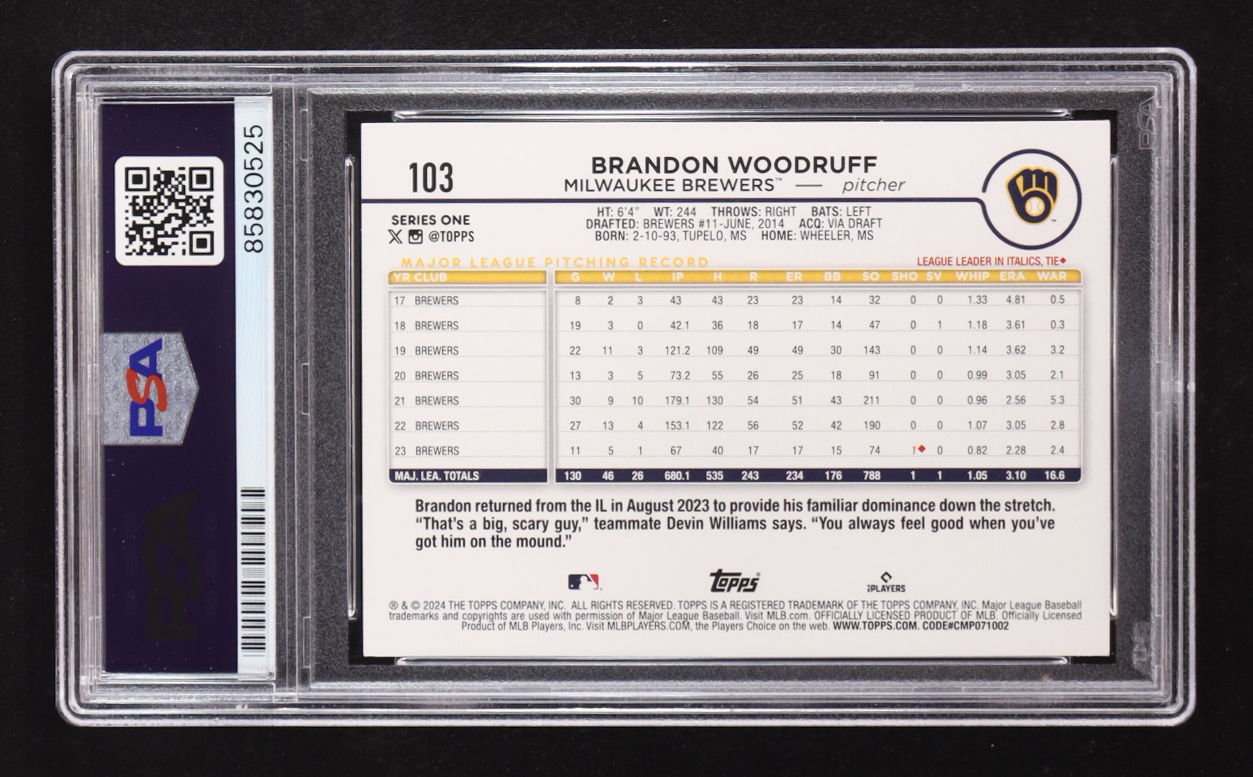 85830525
PSA
PSA
103
BRANDON WOODRUFF
MILWAUKEE BREWERS™ — pitcher
SERIES ONE
@TOPPS
HT: 6'4" WT: 244 THROWS: RIGHT BATS: LEFT
DRAFTED: BREWERS #11-JUNE, 2014 ACQ: VIA DRAFT
BORN: 2-10-93, TUPELO, MS HOME: WHEELER, MS
MAJOR LEAGUE PITCHING RECORD LEAGUE LEADER IN ITALICS, TIE♦
YR CLUB G W L IP H R ER BB SO SHO SV WHIP ERA WAR
17 BREWERS 8 2 3 43 43 23 23 14 32 0 0 1.33 4.81 0.5
18 BREWERS 19 3 0 42.1 36 18 17 14 47 0 1 1.18 3.61 0.3
19 BREWERS 22 11 3 121.2 109 49 49 30 143 0 0 1.14 3.62 3.2
20 BREWERS 13 3 5 73.2 55 26 25 18 91 0 0 0.99 3.05 2.1
21 BREWERS 30 9 10 179.1 130 54 51 43 211 0 0 0.96 2.56 5.3
22 BREWERS 27 13 4 153.1 122 56 52 42 190 0 0 1.07 3.05 2.8
23 BREWERS 11 5 1 67 40 17 17 15 74 1♦ 0 0.82 2.28 2.4
MAJ. LEA. TOTALS 130 46 26 680.1 535 243 234 176 788 1 1 1.05 3.10 16.6
Brandon returned from the IL in August 2023 to provide his familiar dominance down the stretch.
“That's a big, scary guy,” teammate Devin Williams says. “You always feel good when you've
got him on the mound.”
Topps
PLAYERS
® & © 2024 THE TOPPS COMPANY, INC. ALL RIGHTS RESERVED. TOPPS IS A REGISTERED TRADEMARK OF THE TOPPS COMPANY, INC. Major League Baseball
trademarks and copyrights are used with permission of Major League Baseball. Visit MLB.com. OFFICIALLY LICENSED PRODUCT OF MLB. Officially Licensed
Product of MLB Players, Inc. Visit MLBPLAYERS.COM, the Players Choice on the web. WWW.TOPPS.COM. CODE#CMP071002
PSA